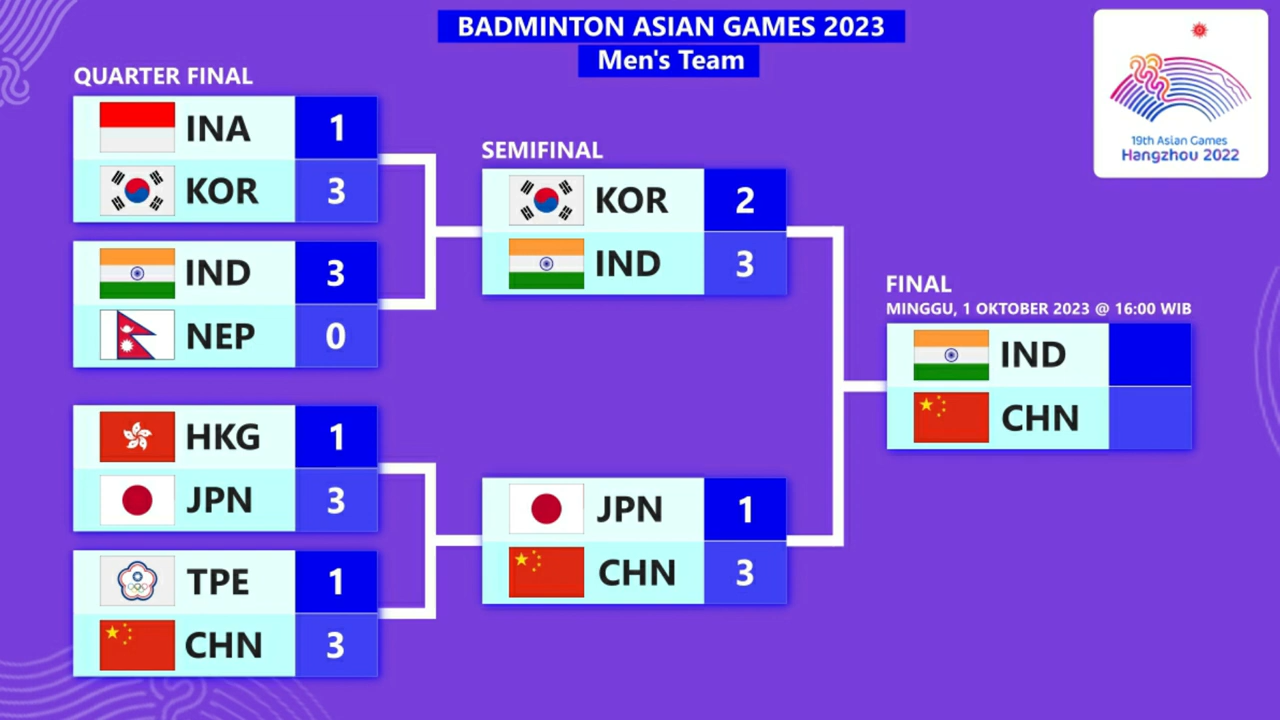 BADMINTON ASIAN GAMES 2023
Men's Team
19th Asian Games
Hangzhou 2022
QUARTER FINAL
INA 1
KOR 3
IND 3
NEP 0
HKG 1
JPN 3
TPE 1
CHN 3
SEMIFINAL
KOR 2
IND 3
JPN 1
CHN 3
FINAL
MINGGU, 1 OKTOBER 2023 @ 16:00 WIB
IND
CHN